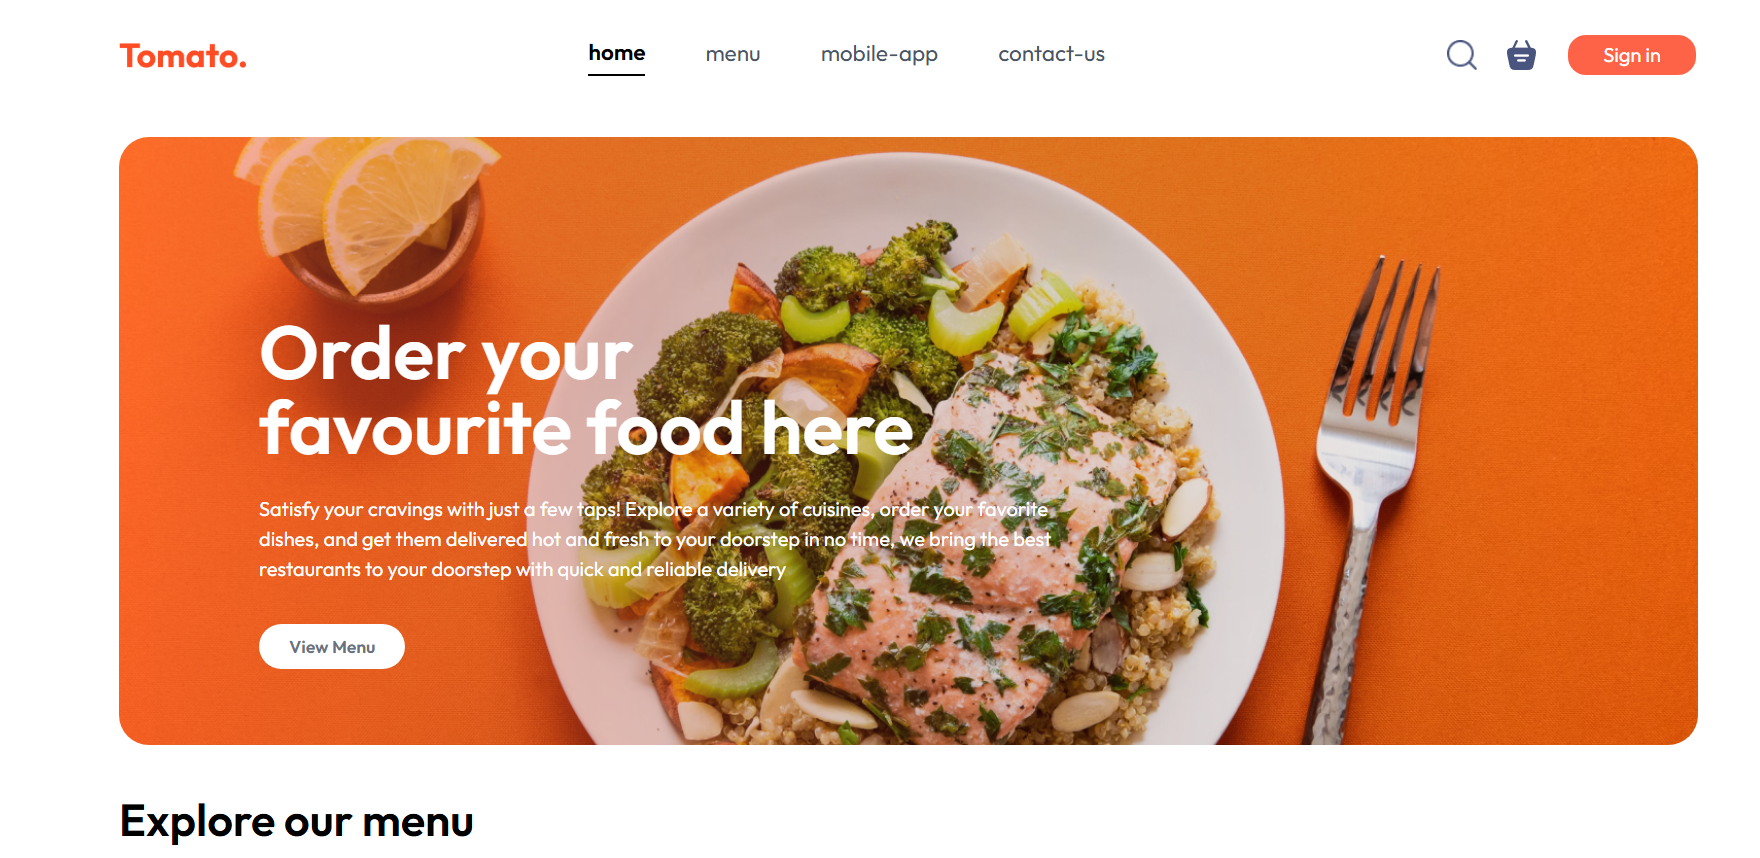 Tomato.
home menu mobile-app contact-us
Sign in
Order your
favourite food here
Satisfy your cravings with just a few taps! Explore a variety of cuisines, order your favorite
dishes, and get them delivered hot and fresh to your doorstep in no time, we bring the best
restaurants to your doorstep with quick and reliable delivery
View Menu
Explore our menu